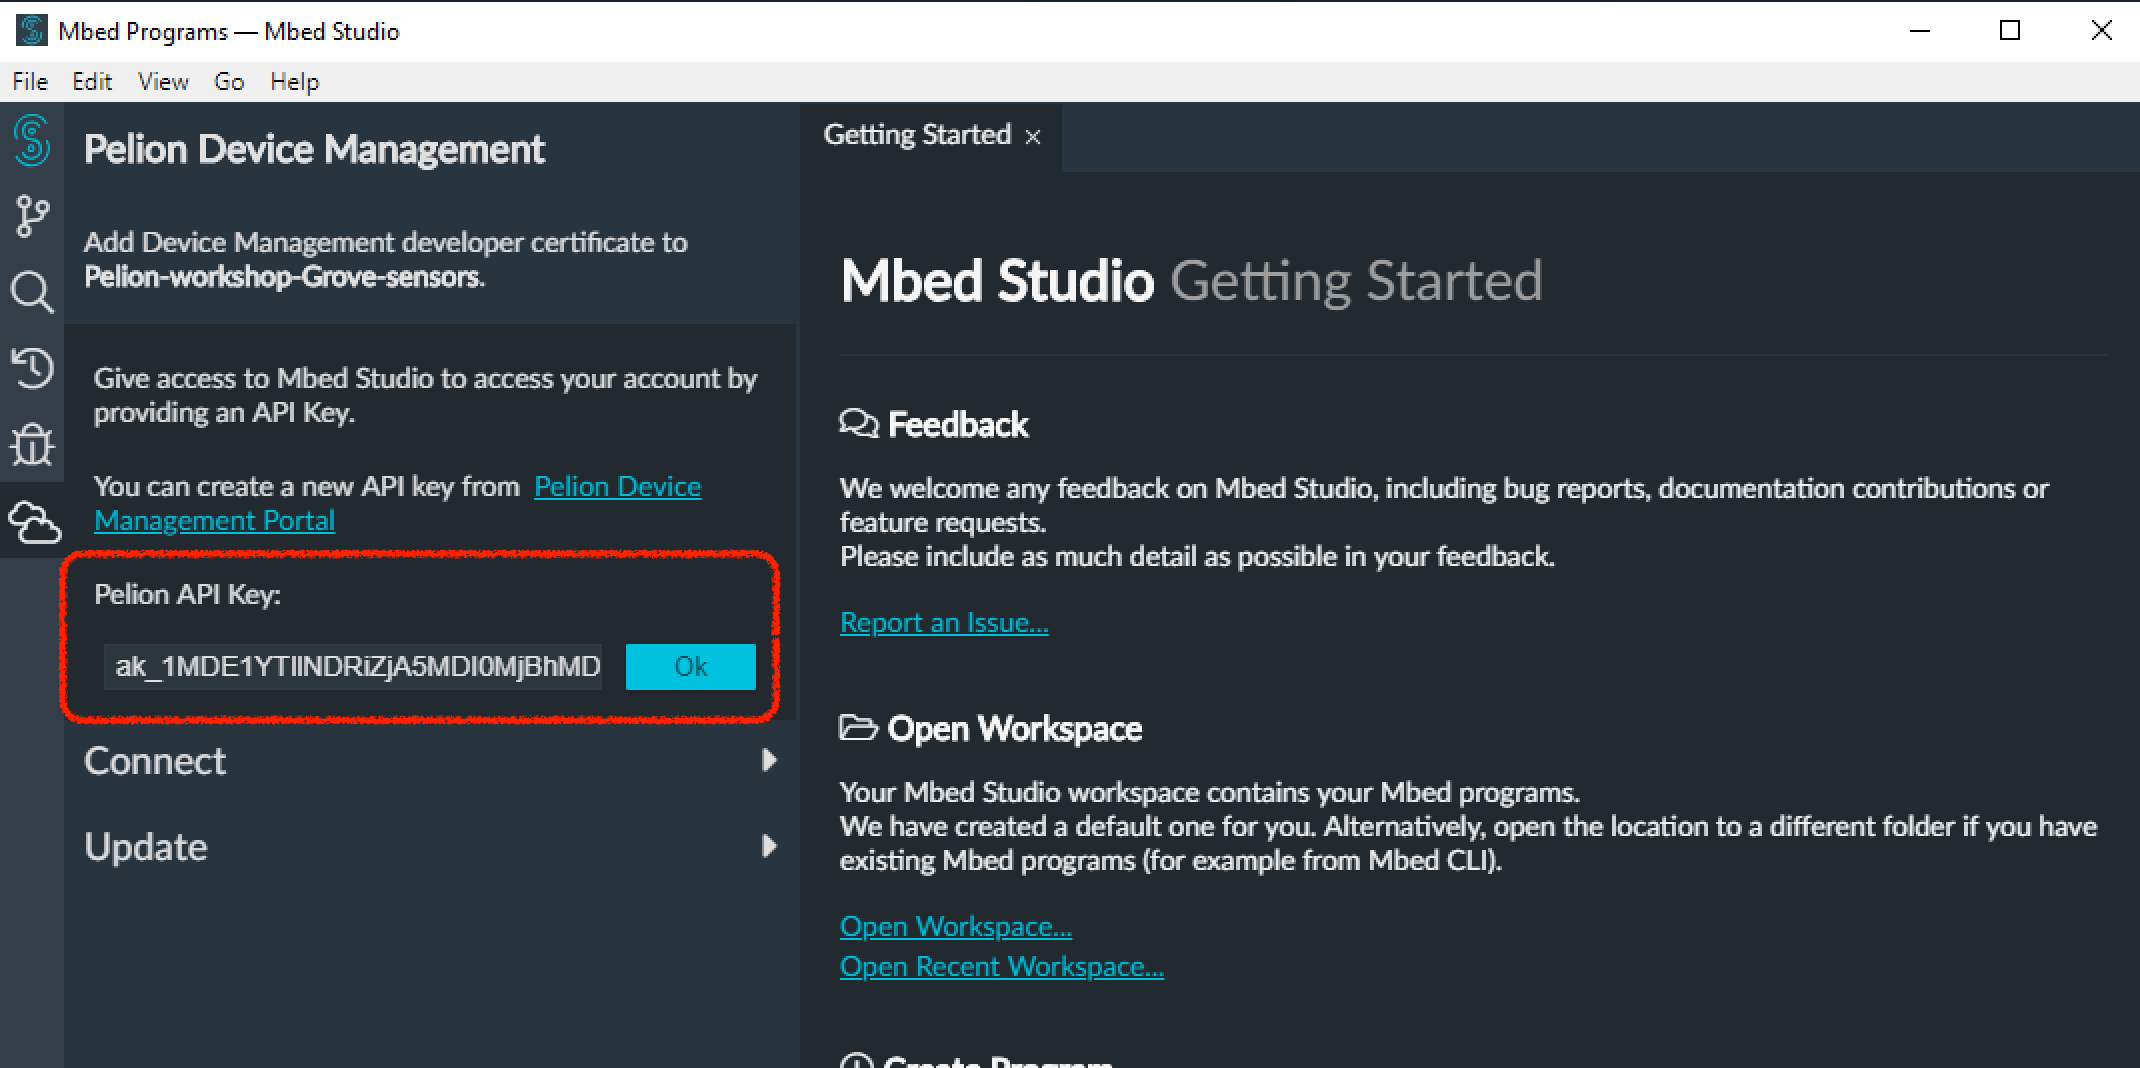 Mbed Programs — Mbed Studio
File Edit View Go Help
Pelion Device Management
Add Device Management developer certificate to
Pelion-workshop-Grove-sensors.
Give access to Mbed Studio to access your account by
providing an API Key.
You can create a new API key from Pelion Device
Management Portal
Pelion API Key:
ak_1MDE1YTllNDRiZjA5MDI0MjBhMD
Ok
Connect
Update
Getting Started ×
Mbed Studio Getting Started
Feedback
We welcome any feedback on Mbed Studio, including bug reports, documentation contributions or
feature requests.
Please include as much detail as possible in your feedback.
Report an Issue...
Open Workspace
Your Mbed Studio workspace contains your Mbed programs.
We have created a default one for you. Alternatively, open the location to a different folder if you have
existing Mbed programs (for example from Mbed CLI).
Open Workspace...
Open Recent Workspace...
Create Program